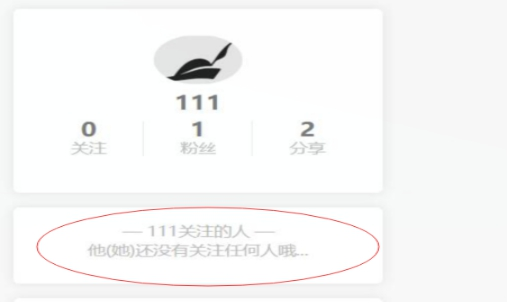 111
0 1 2
关注 粉丝 分享
— 111关注的人 —
他(她)还没有关注任何人哦...